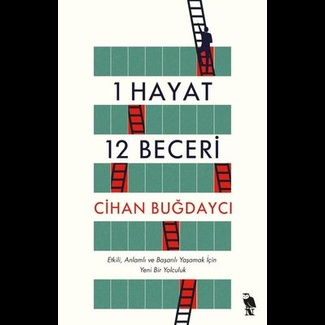 1 HAYAT
12 BECERİ
CİHAN BUĞDAYCI
Etkili, Anlamlı ve Başarılı Yaşamak İçin
Yeni Bir Yolculuk
N